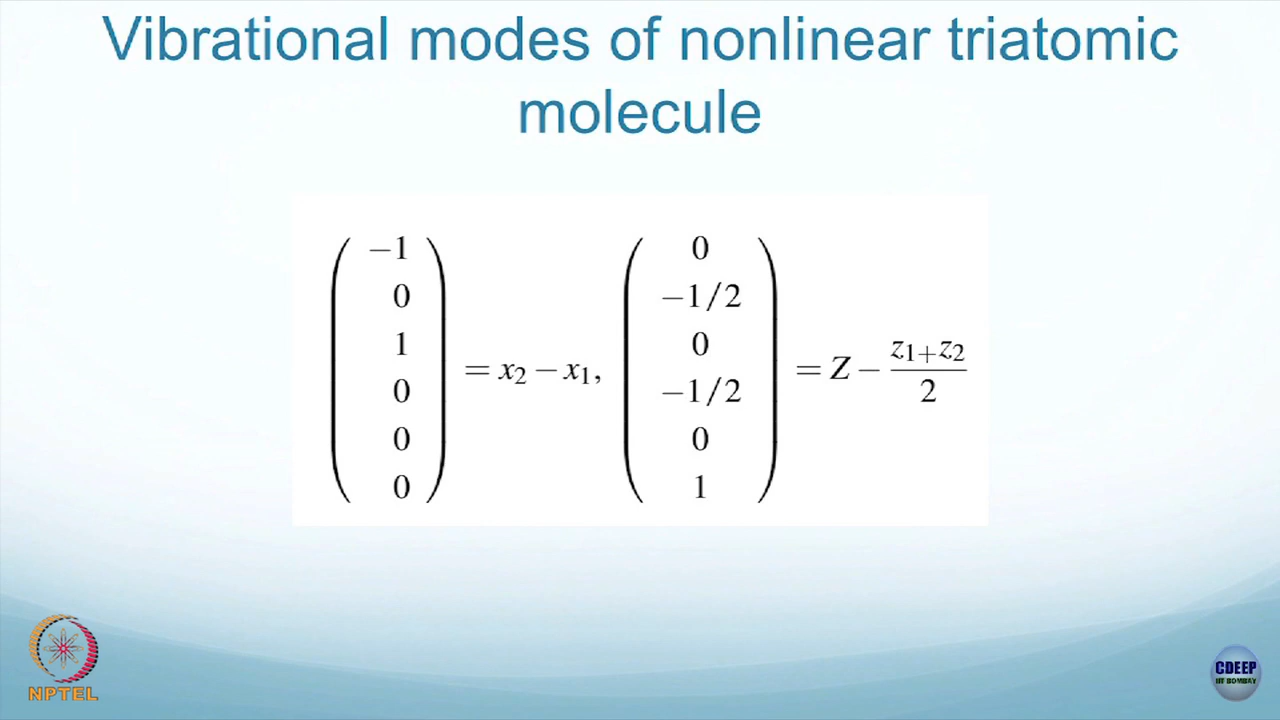 Vibrational modes of nonlinear triatomic
molecule
−1
0
1
0
0
0
= x₂ − x₁,
0
−1/2
0
−1/2
0
1
= Z − (z₁+z₂)/2
NPTEL
CDEEP
IIT BOMBAY